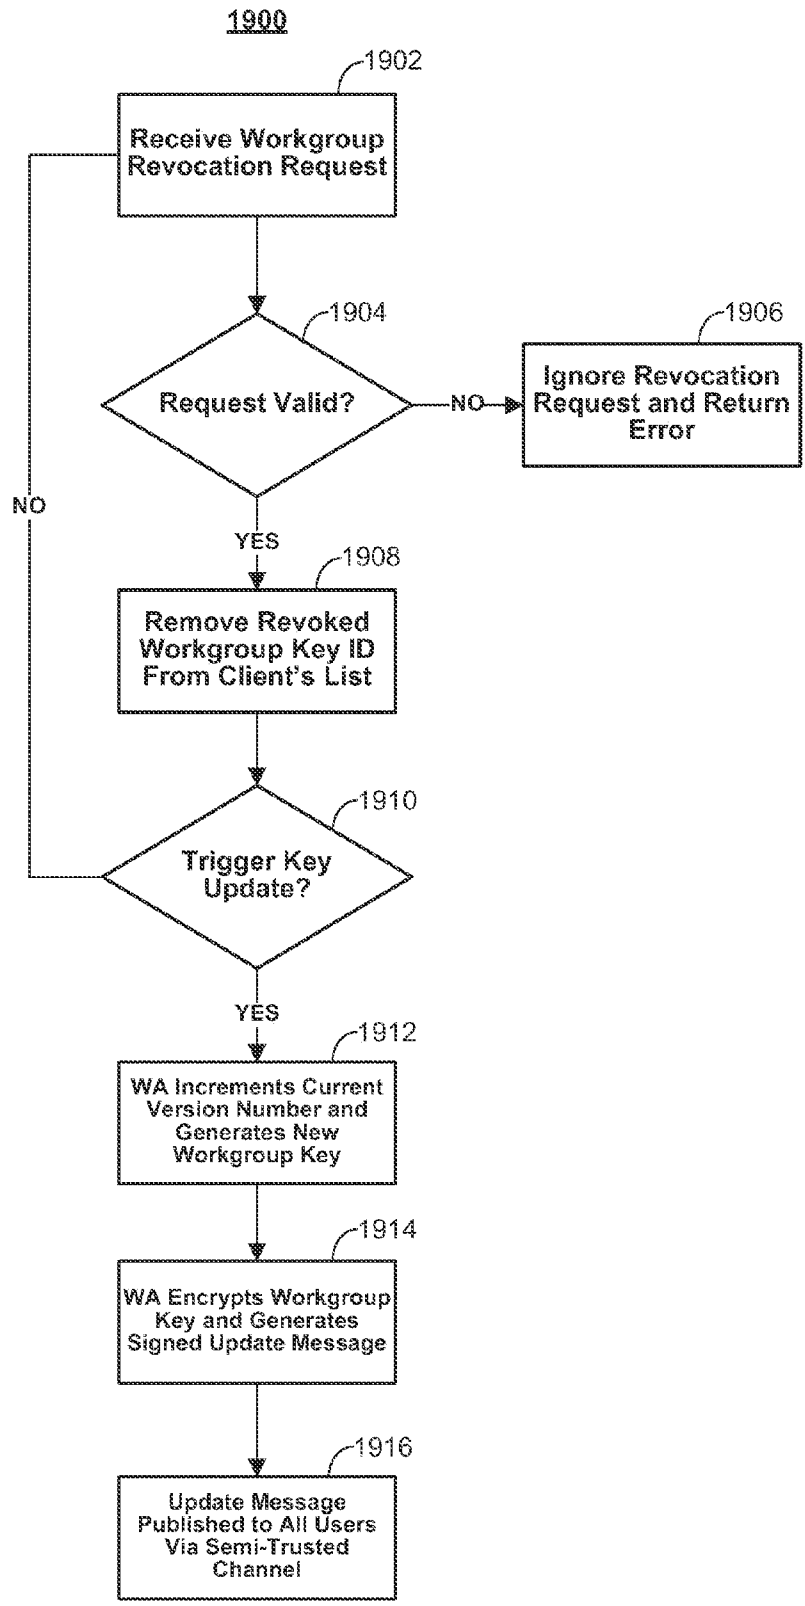 1900
1902
Receive Workgroup
Revocation Request
1904
Request Valid?
NO
1906
Ignore Revocation
Request and Return
Error
NO
YES
1908
Remove Revoked
Workgroup Key ID
From Client's List
1910
Trigger Key
Update?
YES
1912
WA Increments Current
Version Number and
Generates New
Workgroup Key
1914
WA Encrypts Workgroup
Key and Generates
Signed Update Message
1916
Update Message
Published to All Users
Via Semi-Trusted
Channel